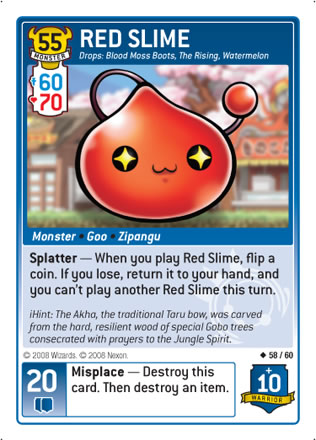 55
MONSTER
RED SLIME
Drops: Blood Moss Boots, The Rising, Watermelon
60
70
Monster • Goo • Zipangu
Splatter — When you play Red Slime, flip a
coin. If you lose, return it to your hand, and
you can't play another Red Slime this turn.
iHint: The Akha, the traditional Taru bow, was carved
from the hard, resilient wood of special Gobo trees
consecrated with prayers to the Jungle Spirit.
© 2008 Wizards. © 2008 Nexon.
◆ 58 / 60
20
Misplace — Destroy this
card. Then destroy an item.
+
10
WARRIOR